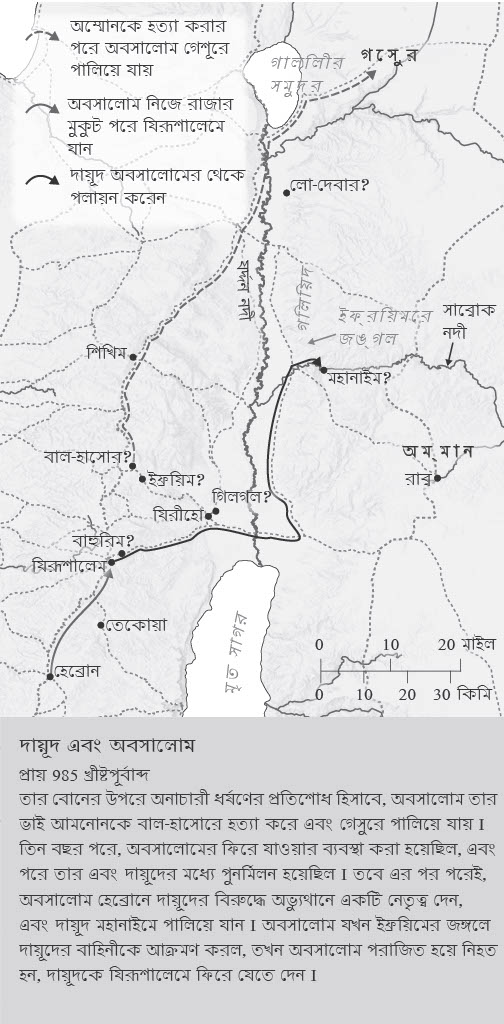 অম্মোনকে হত্যা করার
পরে অবসালোম গেশূরে
পালিয়ে যায়
অবসালোম নিজে রাজার
মুকুট পরে যিরূশালেমে
যান
দায়ূদ অবসালোমের থেকে
পলায়ন করেন
গালিলীর
সমুদর
গসেুর
লো-দেবার?
যর্দ্দন নদী
গিলিয়িদ
ইফ্রয়িমিরে
জঙ্গল
সাব্বোক
নদী
শিখিম
মহানাইম?
বাল-হাসোর?
ইফ্রয়িম?
অম্মান
রাব্ব
গিলগল?
যিরীহো
বাহুরিম?
যিরূশালেম
তেকোয়া
হেব্রোন
মৃত সাগর
0 10 20 মাইল
0 10 20 30 কিমি
দায়ূদ এবং অবসালোম
প্রায় 985 খ্রীষ্টপূর্বাব্দ
তার বোনের উপরে অনাচারী ধর্ষণের প্রতিশোধ হিসাবে, অবসালোম তার
ভাই আমনোনকে বাল-হাসোরে হত্যা করে এবং গেসুরে পালিয়ে যায় I
তিন বছর পরে, অবসালোমের ফিরে যাওয়ার ব্যবস্থা করা হয়েছিল, এবং
পরে তার এবং দায়ূদের মধ্যে পুনর্মিলন হয়েছিল I তবে এর পর পরেই,
অবসালোম হেব্রোনে দায়ূদের বিরুদ্ধে অভ্যুথানে একটি নেতৃত্ব দেন,
এবং দায়ূদ মহানাইমে পালিয়ে যান I অবসালোম যখন ইফ্রয়িমের জঙ্গলে
দায়ূদের বাহিনীকে আক্রমণ করল, তখন অবসালোম পরাজিত হয়ে নিহত
হন, দায়ূদকে যিরূশালেমে ফিরে যেতে দেন I